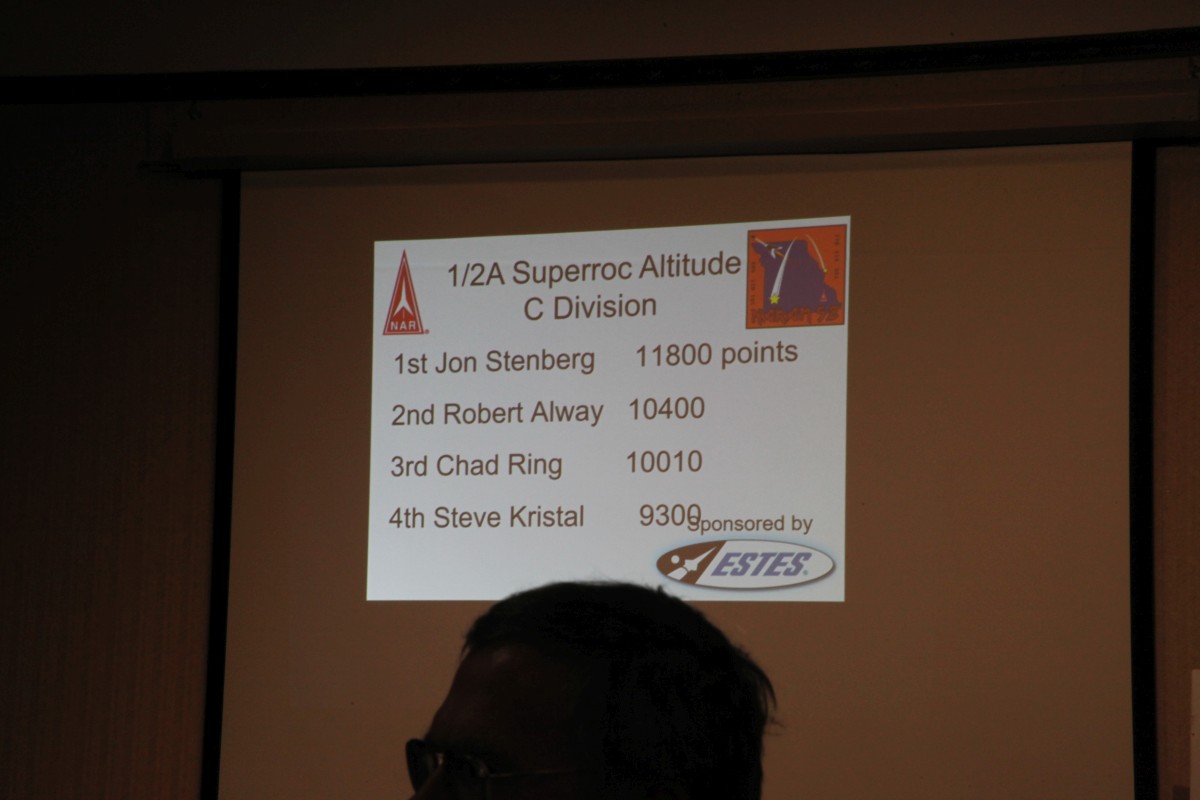 1/2A Superroc Altitude
C Division
NAR
1st Jon Stenberg 11800 points
2nd Robert Alway 10400
3rd Chad Ring 10010
4th Steve Kristal 9300
Sponsored by
ESTES